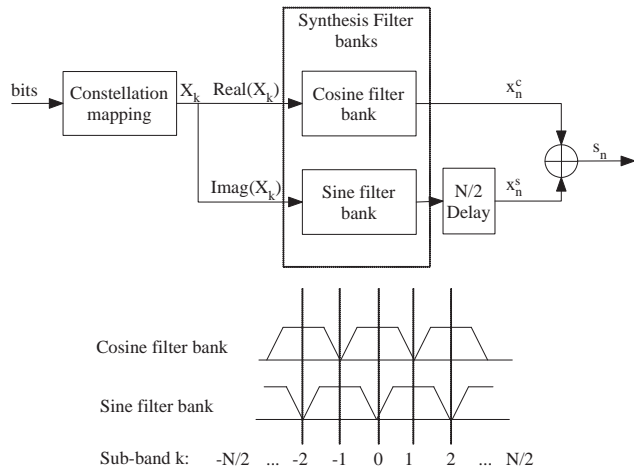 Synthesis Filter
banks
bits
Constellation
mapping
X_k
Real(X_k)
Cosine filter
bank
x_n^c
s_n
Imag(X_k)
Sine filter
bank
N/2
Delay
x_n^s
Cosine filter bank
Sine filter bank
Sub-band k: -N/2 ... -2 -1 0 1 2 ... N/2